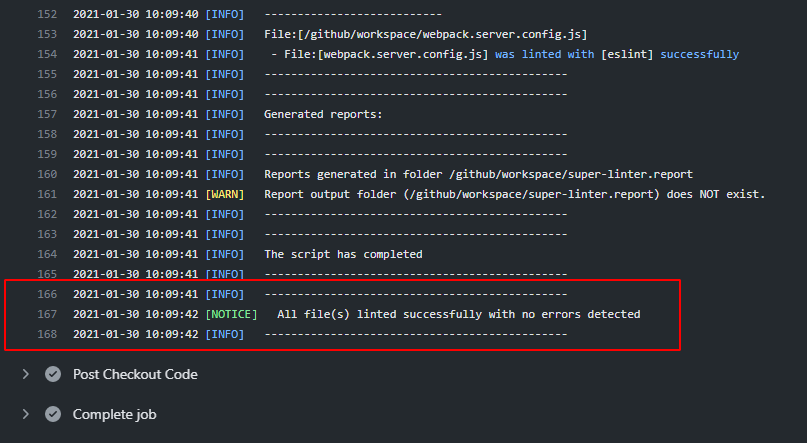 152 2021-01-30 10:09:40 [INFO] ---------------------------
153 2021-01-30 10:09:40 [INFO] File:[/github/workspace/webpack.server.config.js]
154 2021-01-30 10:09:41 [INFO] - File:[webpack.server.config.js] was linted with [eslint] successfully
155 2021-01-30 10:09:41 [INFO] ----------------------------------------------
156 2021-01-30 10:09:41 [INFO] ----------------------------------------------
157 2021-01-30 10:09:41 [INFO] Generated reports:
158 2021-01-30 10:09:41 [INFO] ----------------------------------------------
159 2021-01-30 10:09:41 [INFO] ----------------------------------------------
160 2021-01-30 10:09:41 [INFO] Reports generated in folder /github/workspace/super-linter.report
161 2021-01-30 10:09:41 [WARN] Report output folder (/github/workspace/super-linter.report) does NOT exist.
162 2021-01-30 10:09:41 [INFO] ----------------------------------------------
163 2021-01-30 10:09:41 [INFO] ----------------------------------------------
164 2021-01-30 10:09:41 [INFO] The script has completed
165 2021-01-30 10:09:41 [INFO] ----------------------------------------------
166 2021-01-30 10:09:41 [INFO] ----------------------------------------------
167 2021-01-30 10:09:42 [NOTICE] All file(s) linted successfully with no errors detected
168 2021-01-30 10:09:42 [INFO] ----------------------------------------------
Post Checkout Code
Complete job